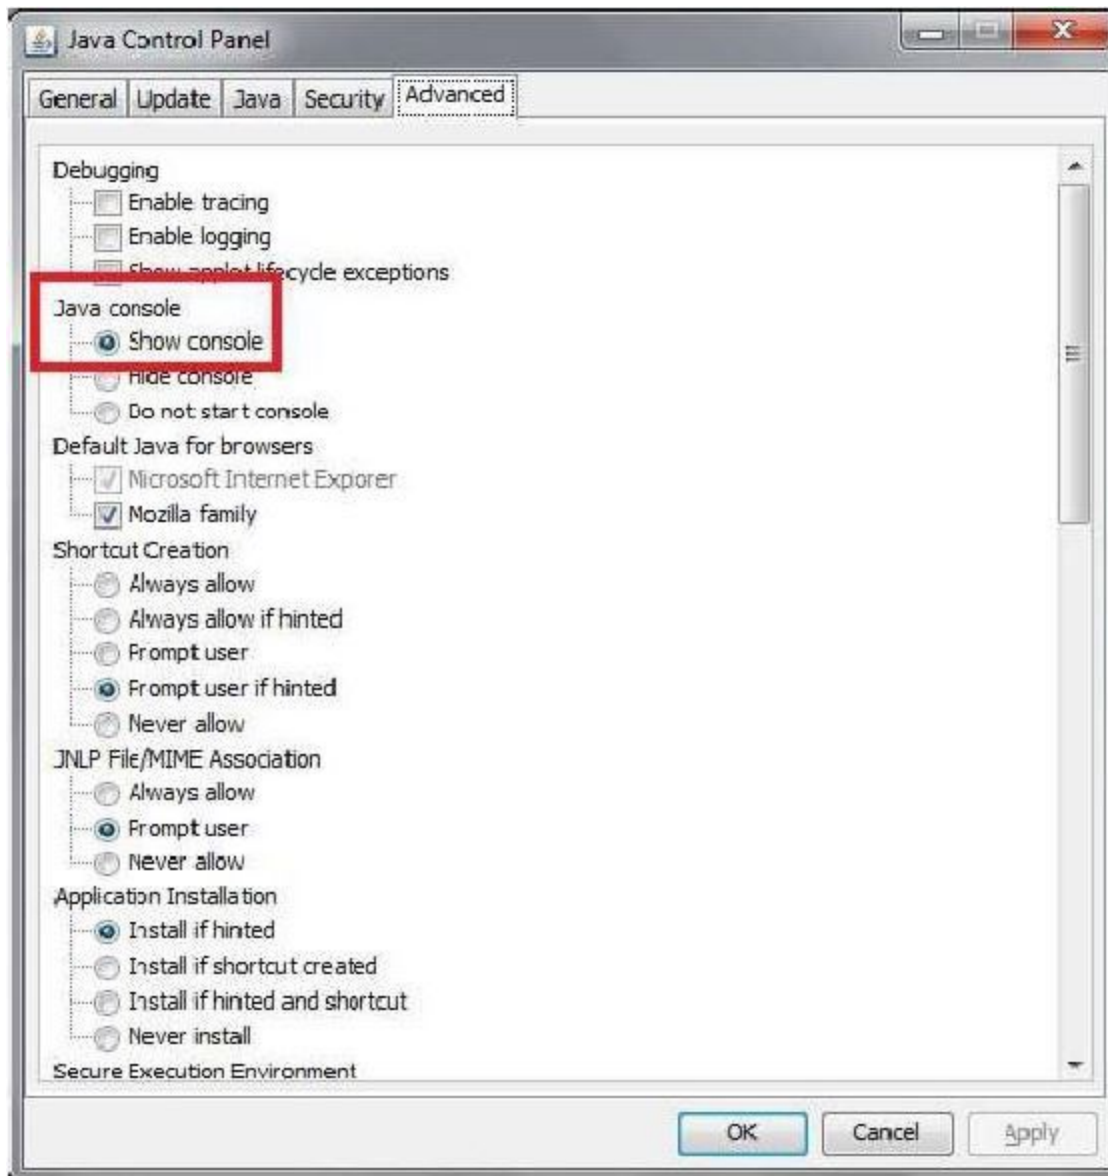 Java Control Panel
General Update Java Security Advanced
Debugging
Enable tracing
Enable logging
Show applet lifecycle exceptions
Java console
Show console
Hide console
Do not start console
Default Java for browsers
Microsoft Internet Exporer
Mozilla family
Shortcut Creation
Always allow
Always allow if hinted
Prompt user
Prompt user if hinted
Never allow
JNLP File/MIME Association
Always allow
Prompt user
Never allow
Application Installation
Install if hinted
Install if shortcut created
Install if hinted and shortcut
Never install
Secure Execution Environment
OK Cancel Apply